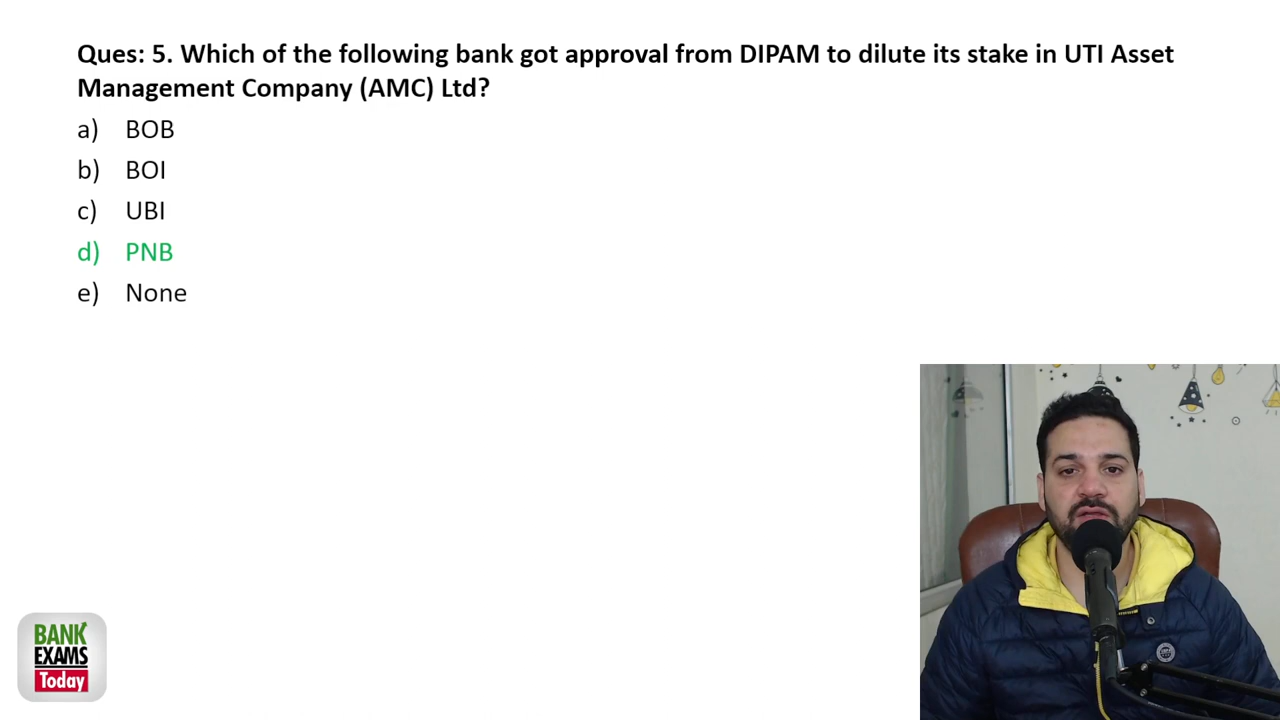 Ques: 5. Which of the following bank got approval from DIPAM to dilute its stake in UTI Asset
Management Company (AMC) Ltd?
a) BOB
b) BOI
c) UBI
d) PNB
e) None
BANK
EXAMS
Today